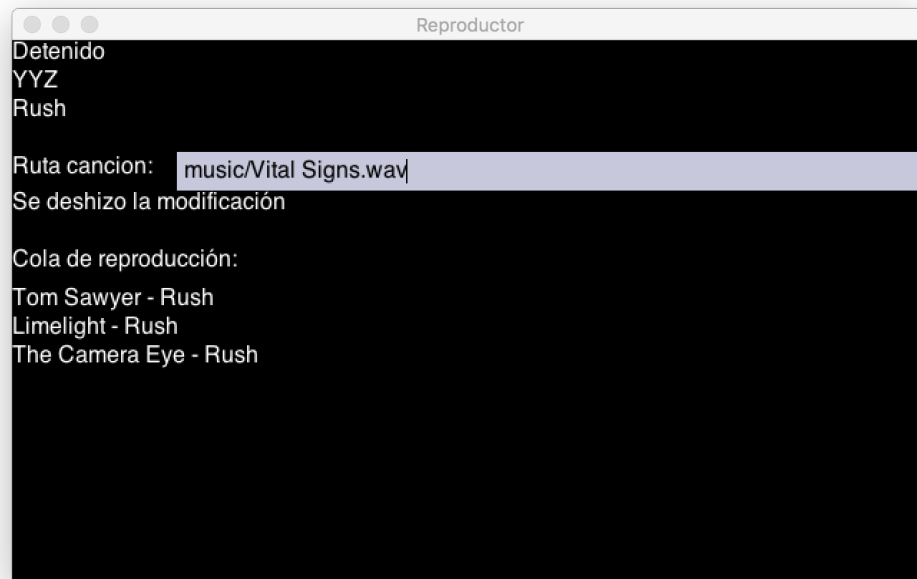 Reproductor
Detenido
YYZ
Rush
Ruta cancion: music/Vital Signs.wav
Se deshizo la modificación
Cola de reproducción:
Tom Sawyer - Rush
Limelight - Rush
The Camera Eye - Rush